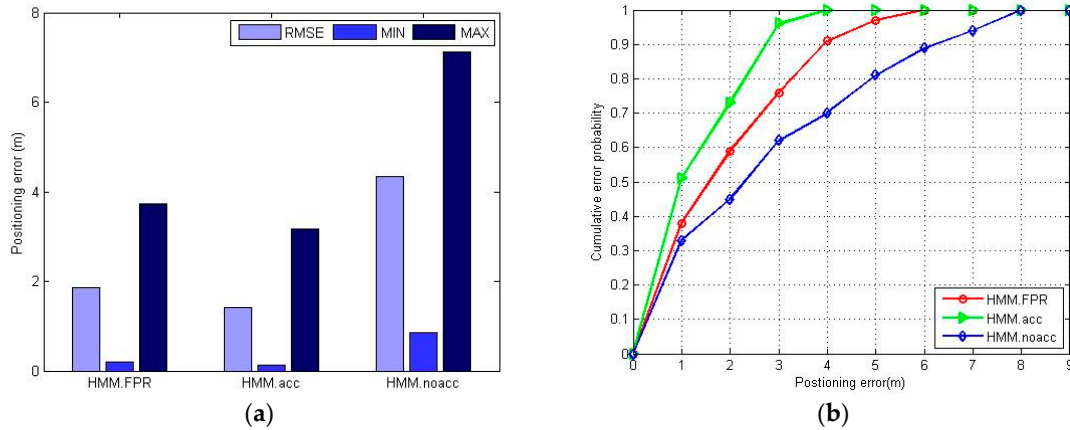 8
6
4
2
0
Positioning error (m)
RMSE MIN MAX
HMM.FPR HMM.acc HMM.noacc
(a)
1
0.9
0.8
0.7
0.6
0.5
0.4
0.3
0.2
0.1
0
Cumulative error probability
HMM.FPR
HMM.acc
HMM.noacc
0 1 2 3 4 5 6 7 8 9
Postioning error(m)
(b)